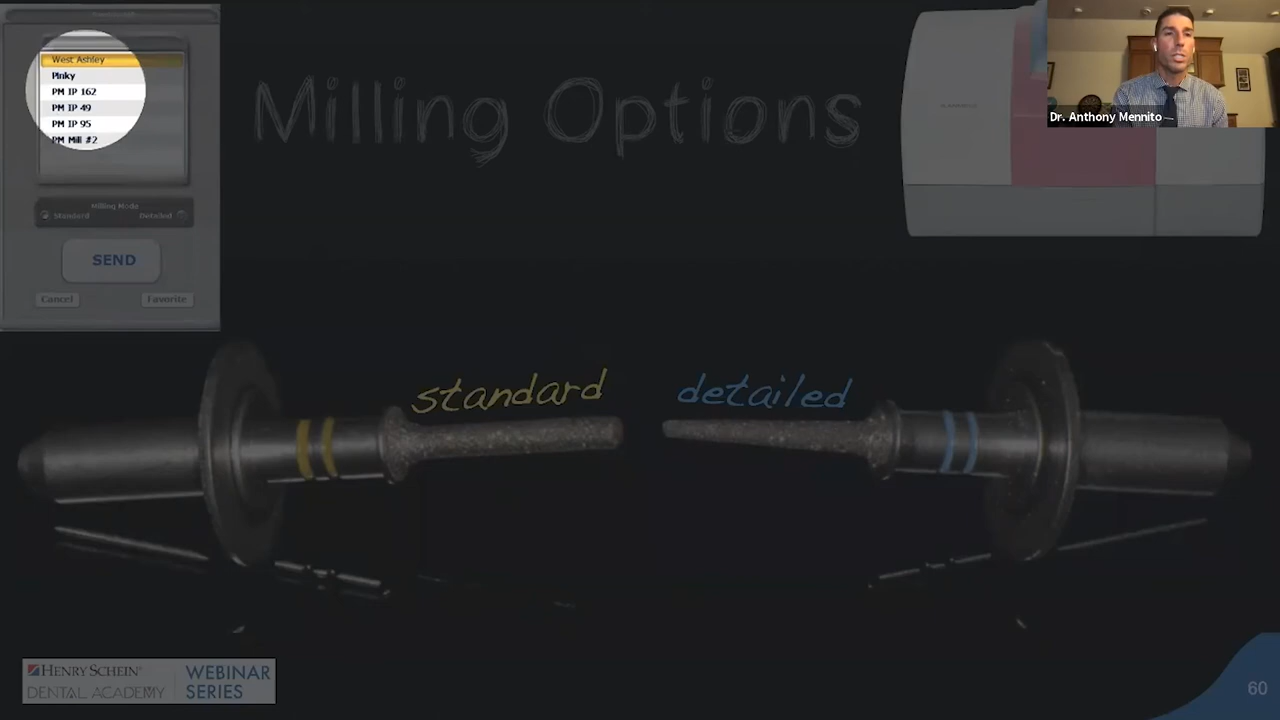 West Ashley
Pinky
PM IP 162
PM IP 49
PM IP 95
PM Mill #2
Milling Mode
Standard Detailed
SEND
Cancel Favorite
Milling Options
Dr. Anthony Mennito
standard
detailed
HENRY SCHEIN®
DENTAL ACADEMY
WEBINAR
SERIES
60